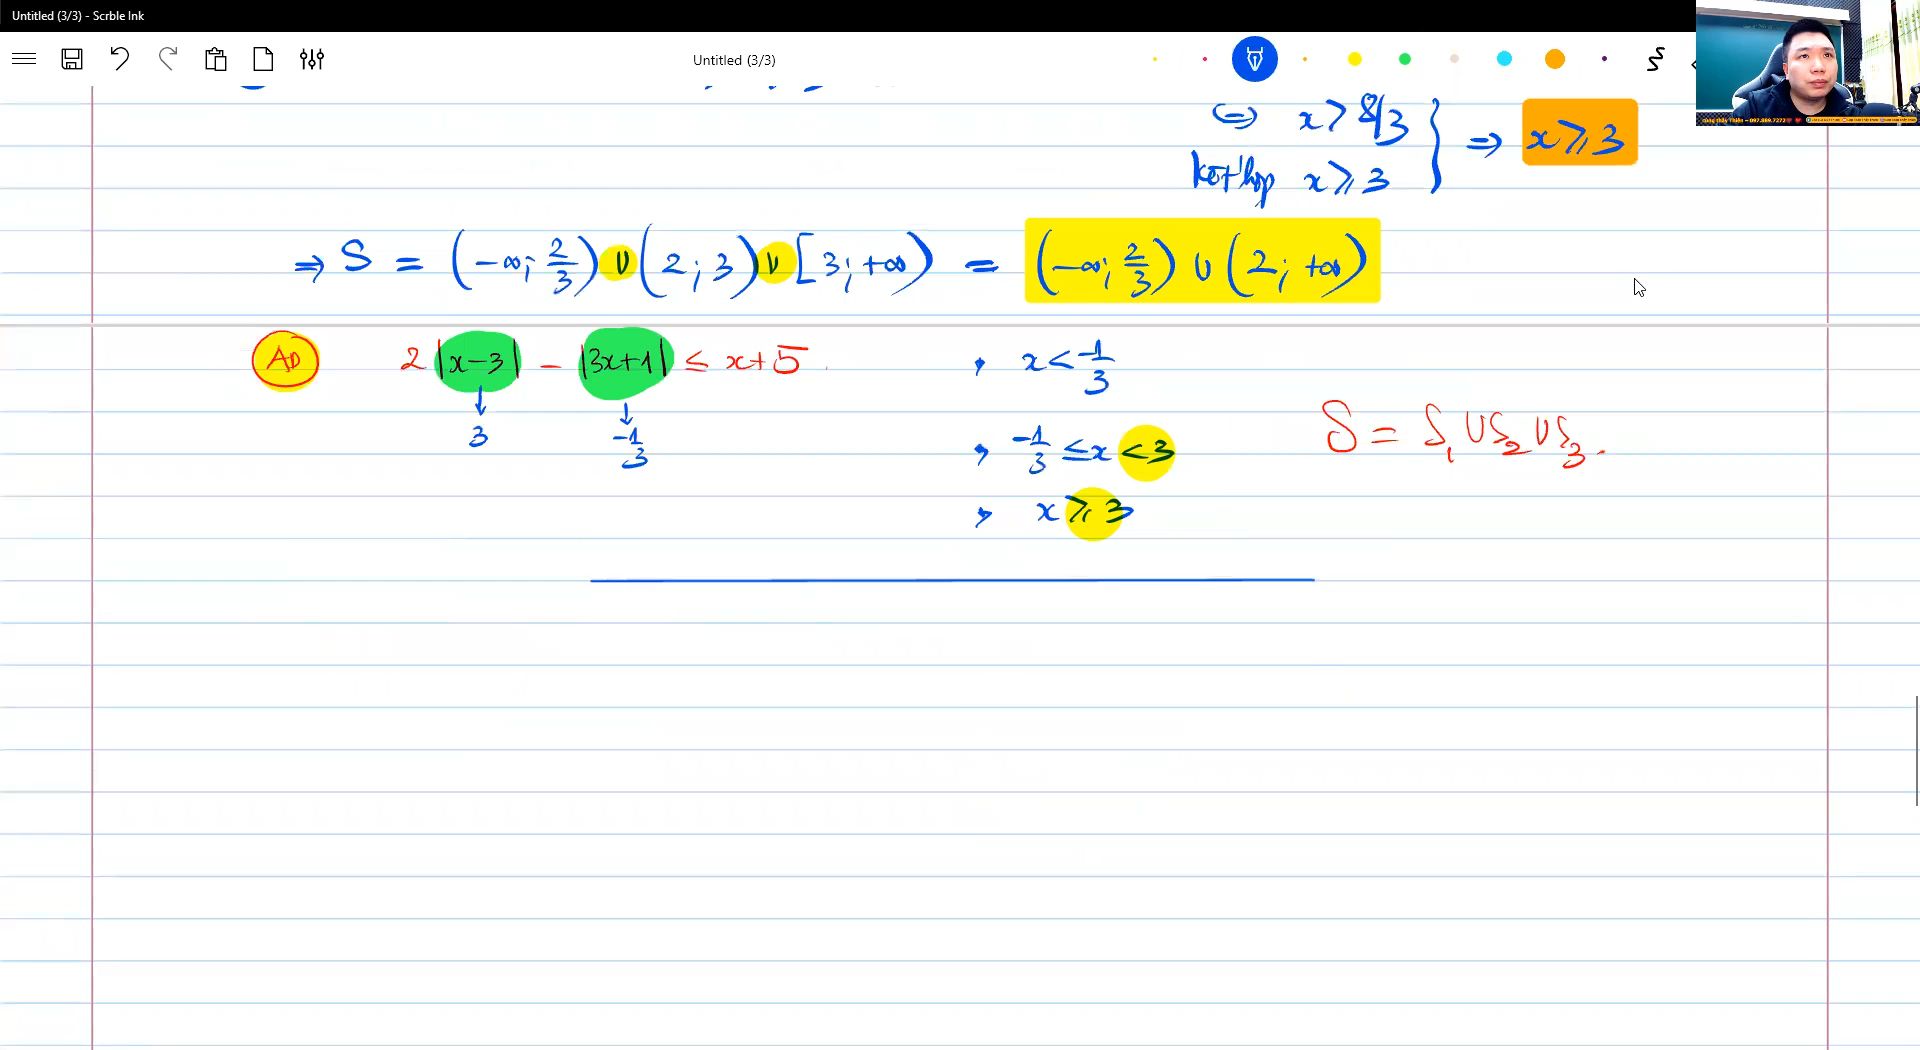 Untitled (3/3) - Scrble Ink
Untitled (3/3)
⇔ x > 8/3
kết hợp x ⩾ 3 } ⇒ x ⩾ 3
⇒ S = (-∞; 2/3) ∪ (2; 3) ∪ [3; +∞) = (-∞; 2/3) ∪ (2; +∞)
AD 2|x-3| - |3x+1| ≤ x+5.
↓ 3 ↓ -1/3
x < -1/3
-1/3 ≤ x < 3
x ⩾ 3
S = S₁ ∪ S₂ ∪ S₃.